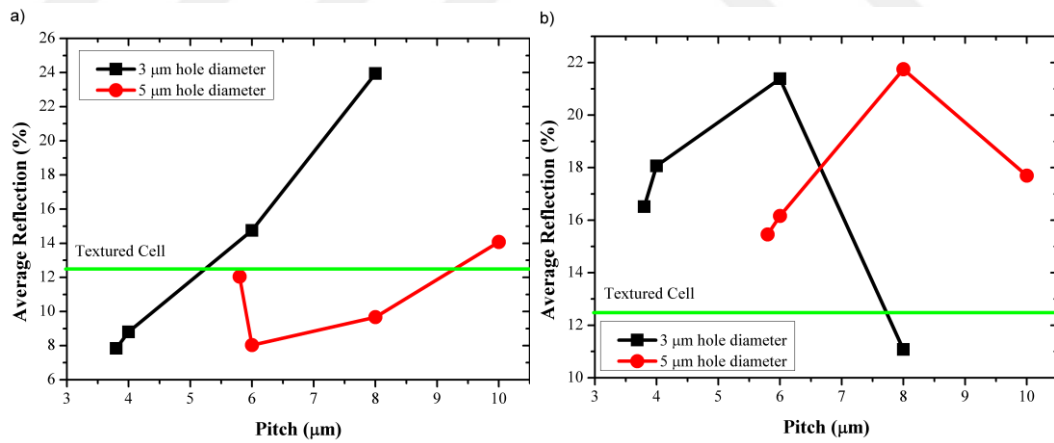 a)
26
24
22
20
18
16
14
12
10
8
6
3 μm hole diameter
5 μm hole diameter
Textured Cell
Average Reflection (%)
3 4 5 6 7 8 9 10
Pitch (μm)
b)
22
20
18
16
14
12
10
Textured Cell
3 μm hole diameter
5 μm hole diameter
Average Reflection (%)
3 4 5 6 7 8 9 10
Pitch (μm)